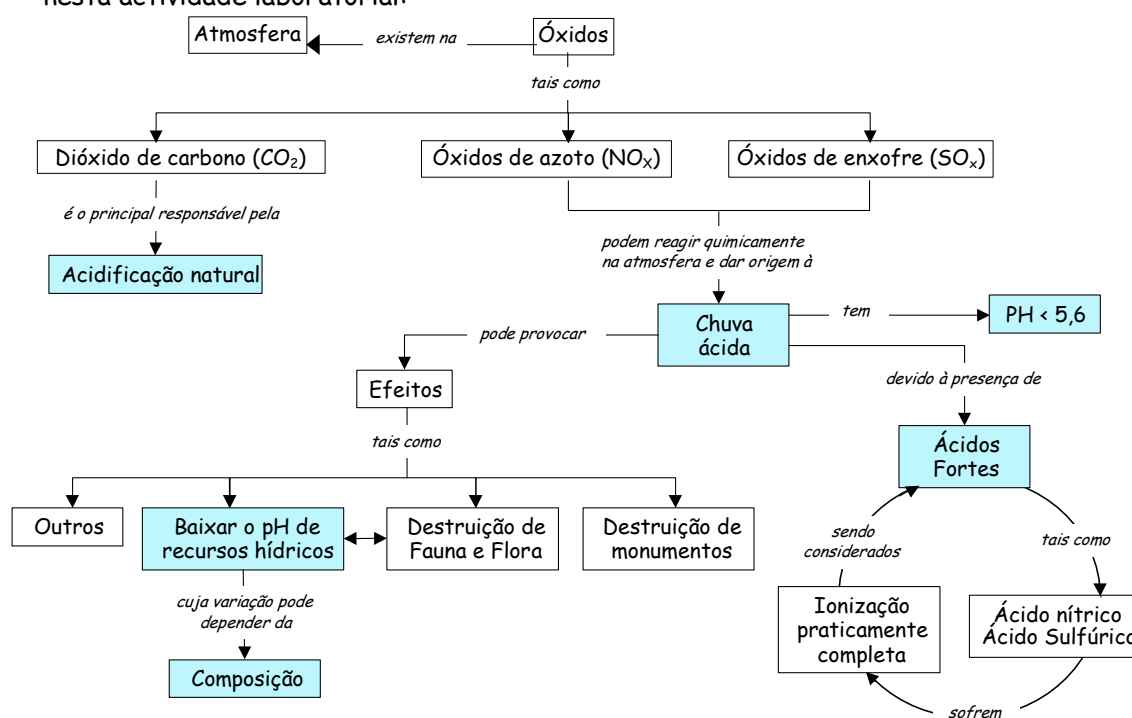 nesta actividade laboratorial.
Atmosfera
existem na
Óxidos
tais como
Dióxido de carbono (CO₂)
Óxidos de azoto (NOX)
Óxidos de enxofre (SOx)
é o principal responsável pela
podem reagir quimicamente
na atmosfera e dar origem à
Acidificação natural
Chuva
ácida
tem
PH < 5,6
pode provocar
devido à presença de
Efeitos
tais como
Ácidos
Fortes
Outros
Baixar o pH de
recursos hídricos
Destruição de
Fauna e Flora
Destruição de
monumentos
sendo
considerados
tais como
cuja variação pode
depender da
Ionização
praticamente
completa
Ácido nítrico
Ácido Sulfúrico
Composição
sofrem